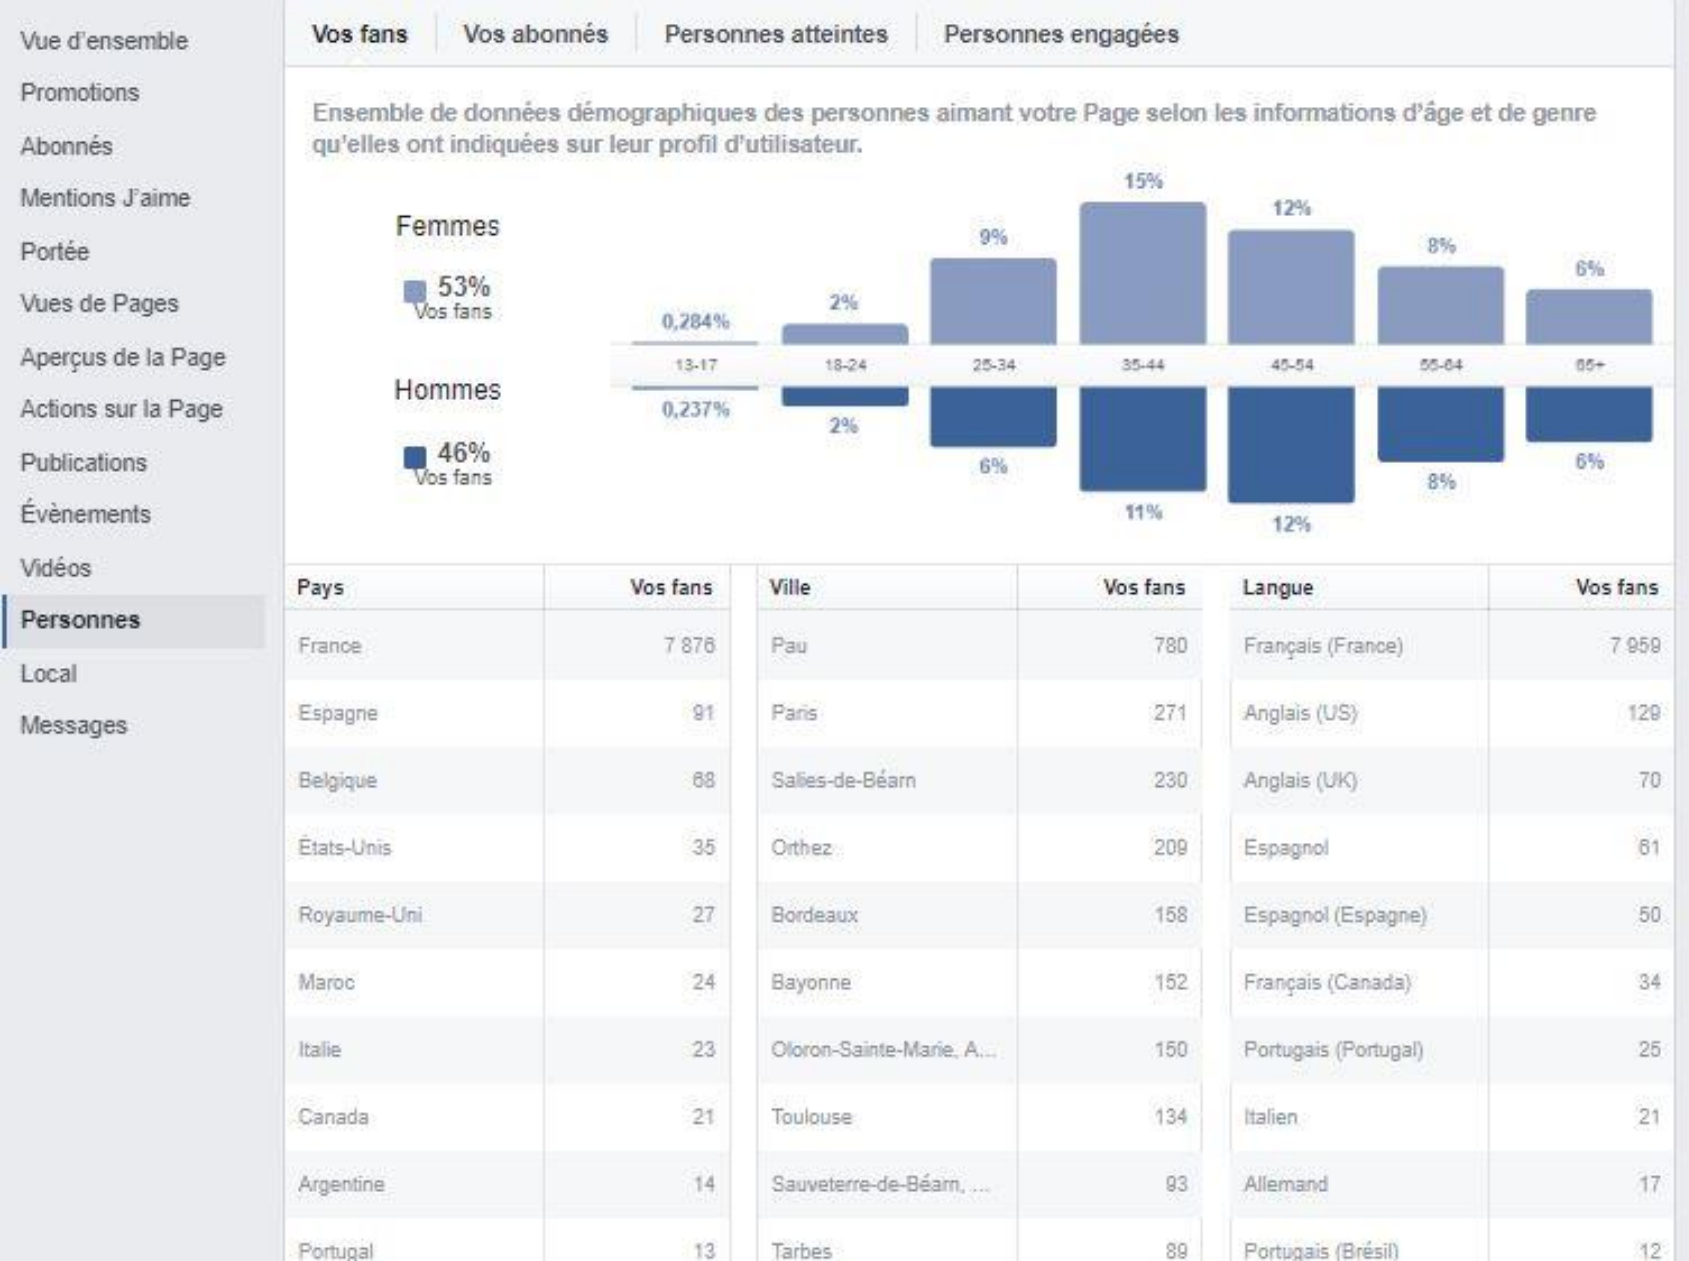 Vue d'ensemble
Promotions
Abonnés
Mentions J'aime
Portée
Vues de Pages
Aperçus de la Page
Actions sur la Page
Publications
Évènements
Vidéos
Personnes
Local
Messages
Vos fans Vos abonnés Personnes atteintes Personnes engagées
Ensemble de données démographiques des personnes aimant votre Page selon les informations d'âge et de genre
qu'elles ont indiquées sur leur profil d'utilisateur.
Femmes
53%
Vos fans
0,284% 2% 9% 15% 12% 8% 6%
13-17 18-24 25-34 35-44 45-54 55-64 65+
Hommes
46%
Vos fans
0,237% 2% 6% 11% 12% 8% 6%
Pays Vos fans Ville Vos fans Langue Vos fans
France 7 876 Pau 780 Français (France) 7 959
Espagne 91 Paris 271 Anglais (US) 129
Belgique 68 Salies-de-Béarn 230 Anglais (UK) 70
États-Unis 35 Orthez 209 Espagnol 61
Royaume-Uni 27 Bordeaux 158 Espagnol (Espagne) 50
Maroc 24 Bayonne 152 Français (Canada) 34
Italie 23 Oloron-Sainte-Marie, A... 150 Portugais (Portugal) 25
Canada 21 Toulouse 134 Italien 21
Argentine 14 Sauveterre-de-Béarn, ... 93 Allemand 17
Portugal 13 Tarbes 89 Portugais (Brésil) 12